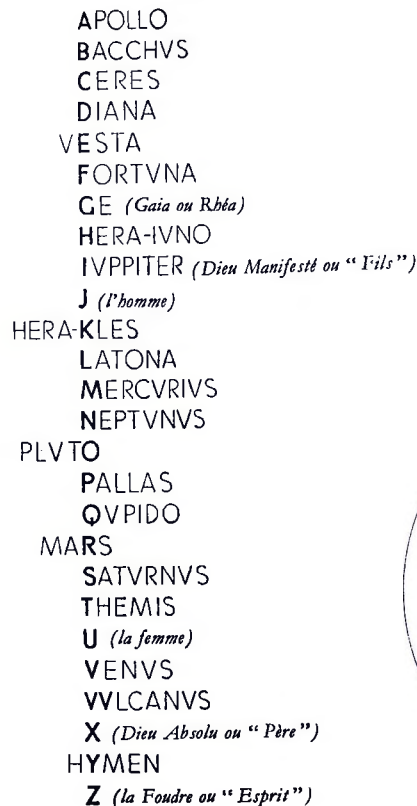 APOLLO
BACCHVS
CERES
DIANA
VESTA
FORTVNA
GE (Gaia ou Rhéa)
HERA-IVNO
IVPPITER (Dieu Manifesté ou “ Fils ”)
J (l'homme)
HERA-KLES
LATONA
MERCVRIVS
NEPTVNVS
PLVTO
PALLAS
QVPIDO
MARS
SATVRNVS
THEMIS
U (la femme)
VENVS
VVLCANVS
X (Dieu Absolu ou “ Père ”)
HYMEN
Z (la Foudre ou “ Esprit ”)